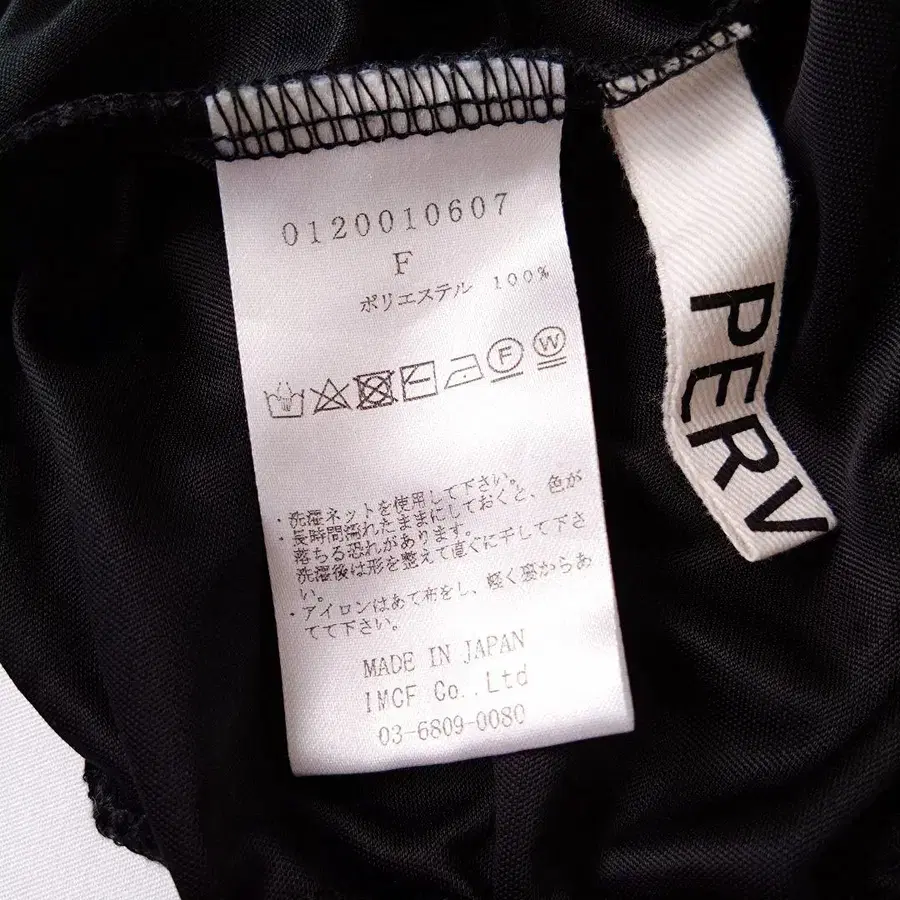 0120010607
F
ポリエステル 100%
F
W
・洗濯ネットを使用して下さい。
・長時間濡れたままにしておくと、色が
落ちる恐れがあります。
洗濯後は形を整えて直ぐに干して下さ
い。
・アイロンはあて布をし、軽く裏からあ
てて下さい。
MADE IN JAPAN
IMCF Co.,Ltd
03-6809-0080
PERV